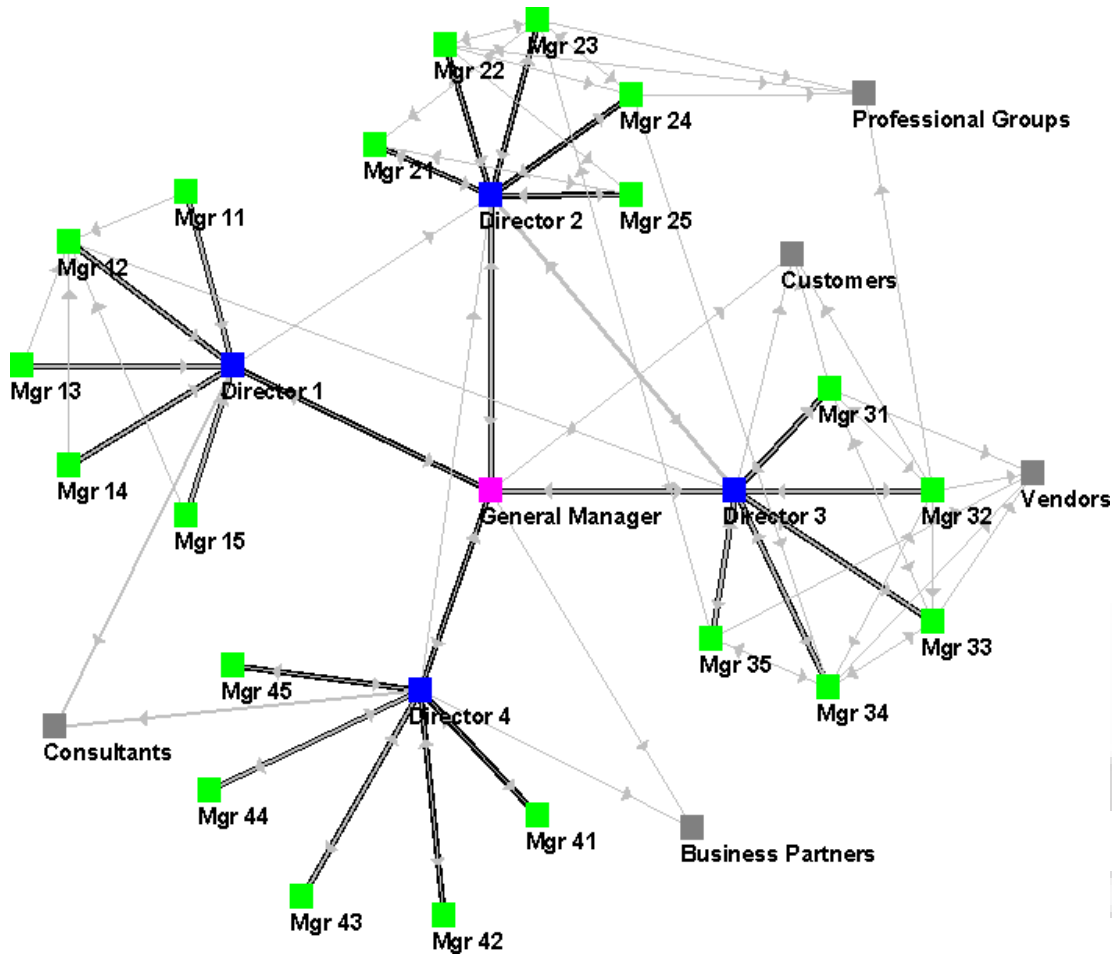 Mgr 23
Mgr 22
Professional Groups
Mgr 24
Mgr 21
Mgr 25
Director 2
Mgr 11
Mgr 12
Customers
Mgr 13
Director 1
Mgr 31
Mgr 14
Vendors
General Manager
Director 3
Mgr 32
Mgr 15
Mgr 33
Mgr 35
Mgr 45
Mgr 34
Director 4
Consultants
Mgr 44
Mgr 41
Business Partners
Mgr 43
Mgr 42